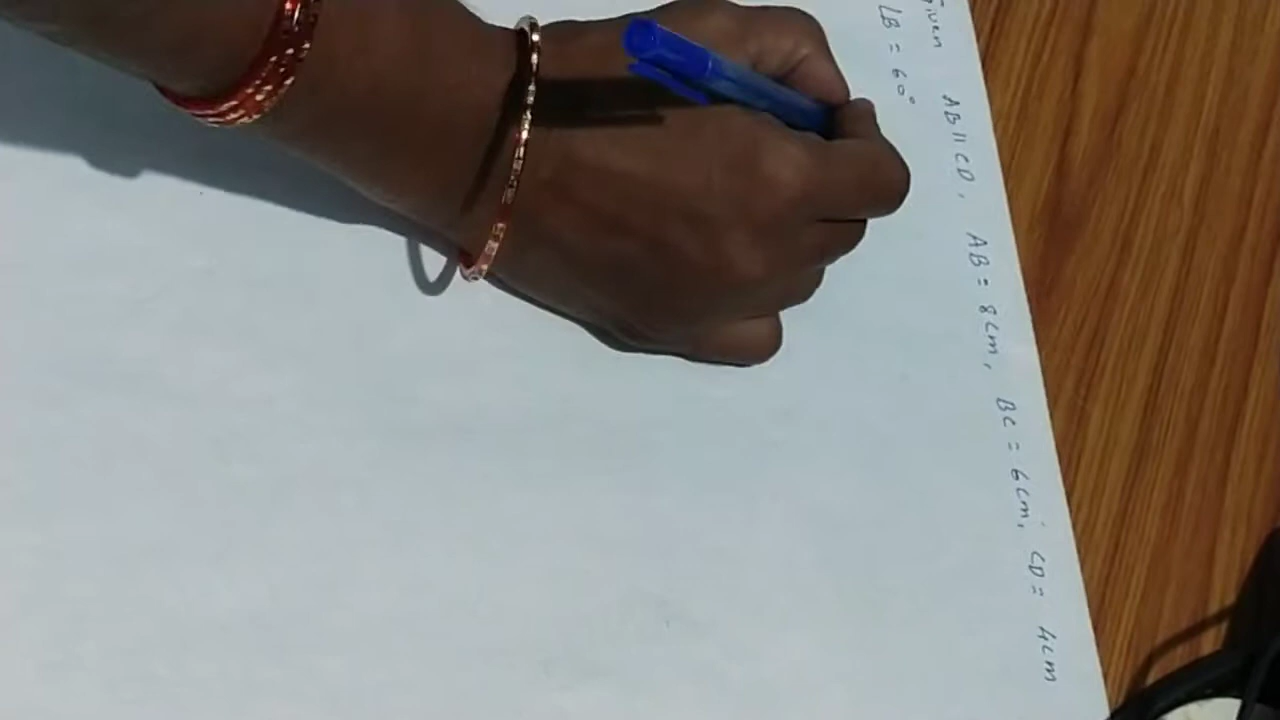 Given AB || CD, AB = 8cm, BC = 6cm, CD = 4cm
∠B = 60°